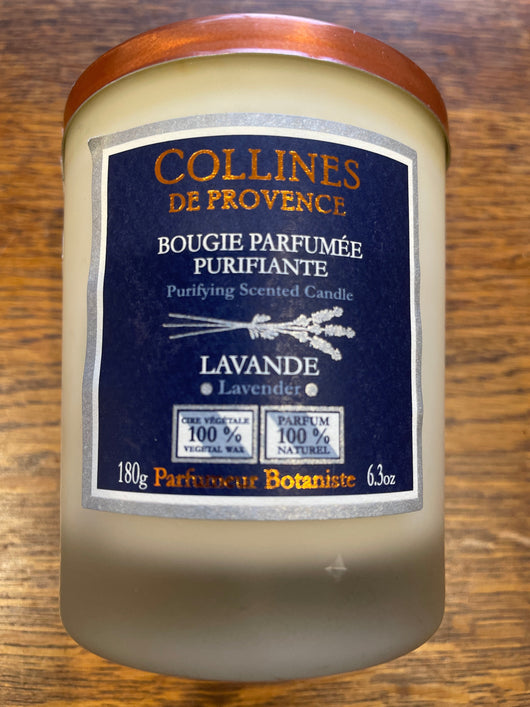 COLLINES
DE PROVENCE
BOUGIE PARFUMÉE
PURIFIANTE
Purifying Scented Candle
LAVANDE
Lavender
CIRE VÉGÉTALE
100 %
VEGETAL WAX
PARFUM
100 %
NATUREL
180g Parfumeur Botaniste 6.3oz